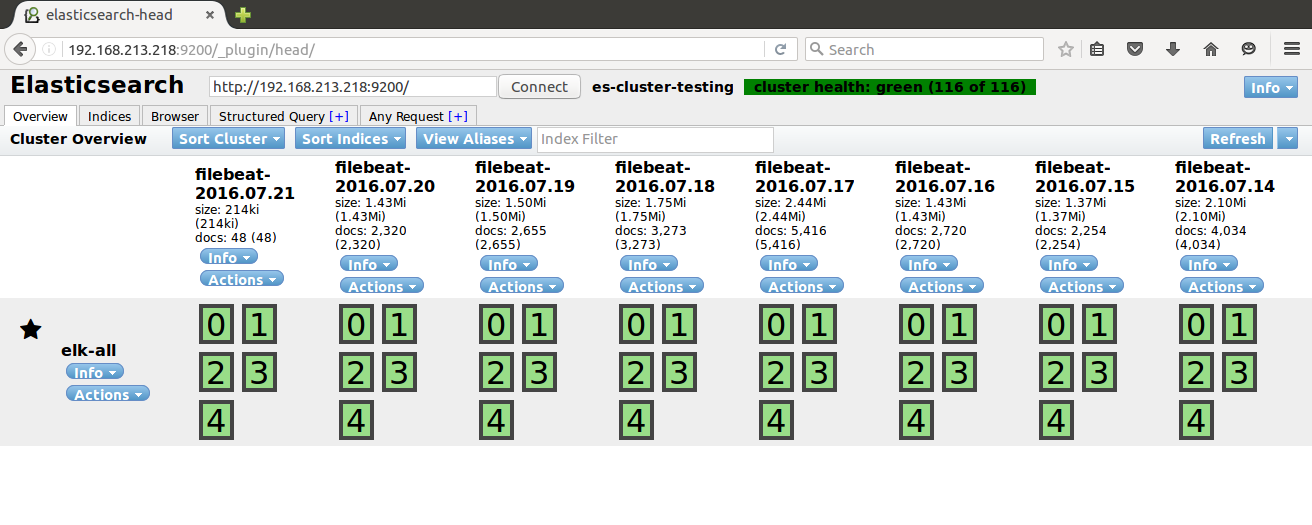 elasticsearch-head
192.168.213.218:9200/_plugin/head/
Search
Elasticsearch
http://192.168.213.218:9200/
Connect
es-cluster-testing
cluster health: green (116 of 116)
Info
Overview
Indices
Browser
Structured Query [+]
Any Request [+]
Cluster Overview
Sort Cluster
Sort Indices
View Aliases
Index Filter
Refresh
filebeat-
2016.07.21
size: 214ki
(214ki)
docs: 48 (48)
Info
Actions
filebeat-
2016.07.20
size: 1.43Mi
(1.43Mi)
docs: 2,320
(2,320)
Info
Actions
filebeat-
2016.07.19
size: 1.50Mi
(1.50Mi)
docs: 2,655
(2,655)
Info
Actions
filebeat-
2016.07.18
size: 1.75Mi
(1.75Mi)
docs: 3,273
(3,273)
Info
Actions
filebeat-
2016.07.17
size: 2.44Mi
(2.44Mi)
docs: 5,416
(5,416)
Info
Actions
filebeat-
2016.07.16
size: 1.43Mi
(1.43Mi)
docs: 2,720
(2,720)
Info
Actions
filebeat-
2016.07.15
size: 1.37Mi
(1.37Mi)
docs: 2,254
(2,254)
Info
Actions
filebeat-
2016.07.14
size: 2.10Mi
(2.10Mi)
docs: 4,034
(4,034)
Info
Actions
elk-all
Info
Actions
0 1 0 1 0 1 0 1 0 1 0 1 0 1 0 1
2 3 2 3 2 3 2 3 2 3 2 3 2 3 2 3
4 4 4 4 4 4 4 4